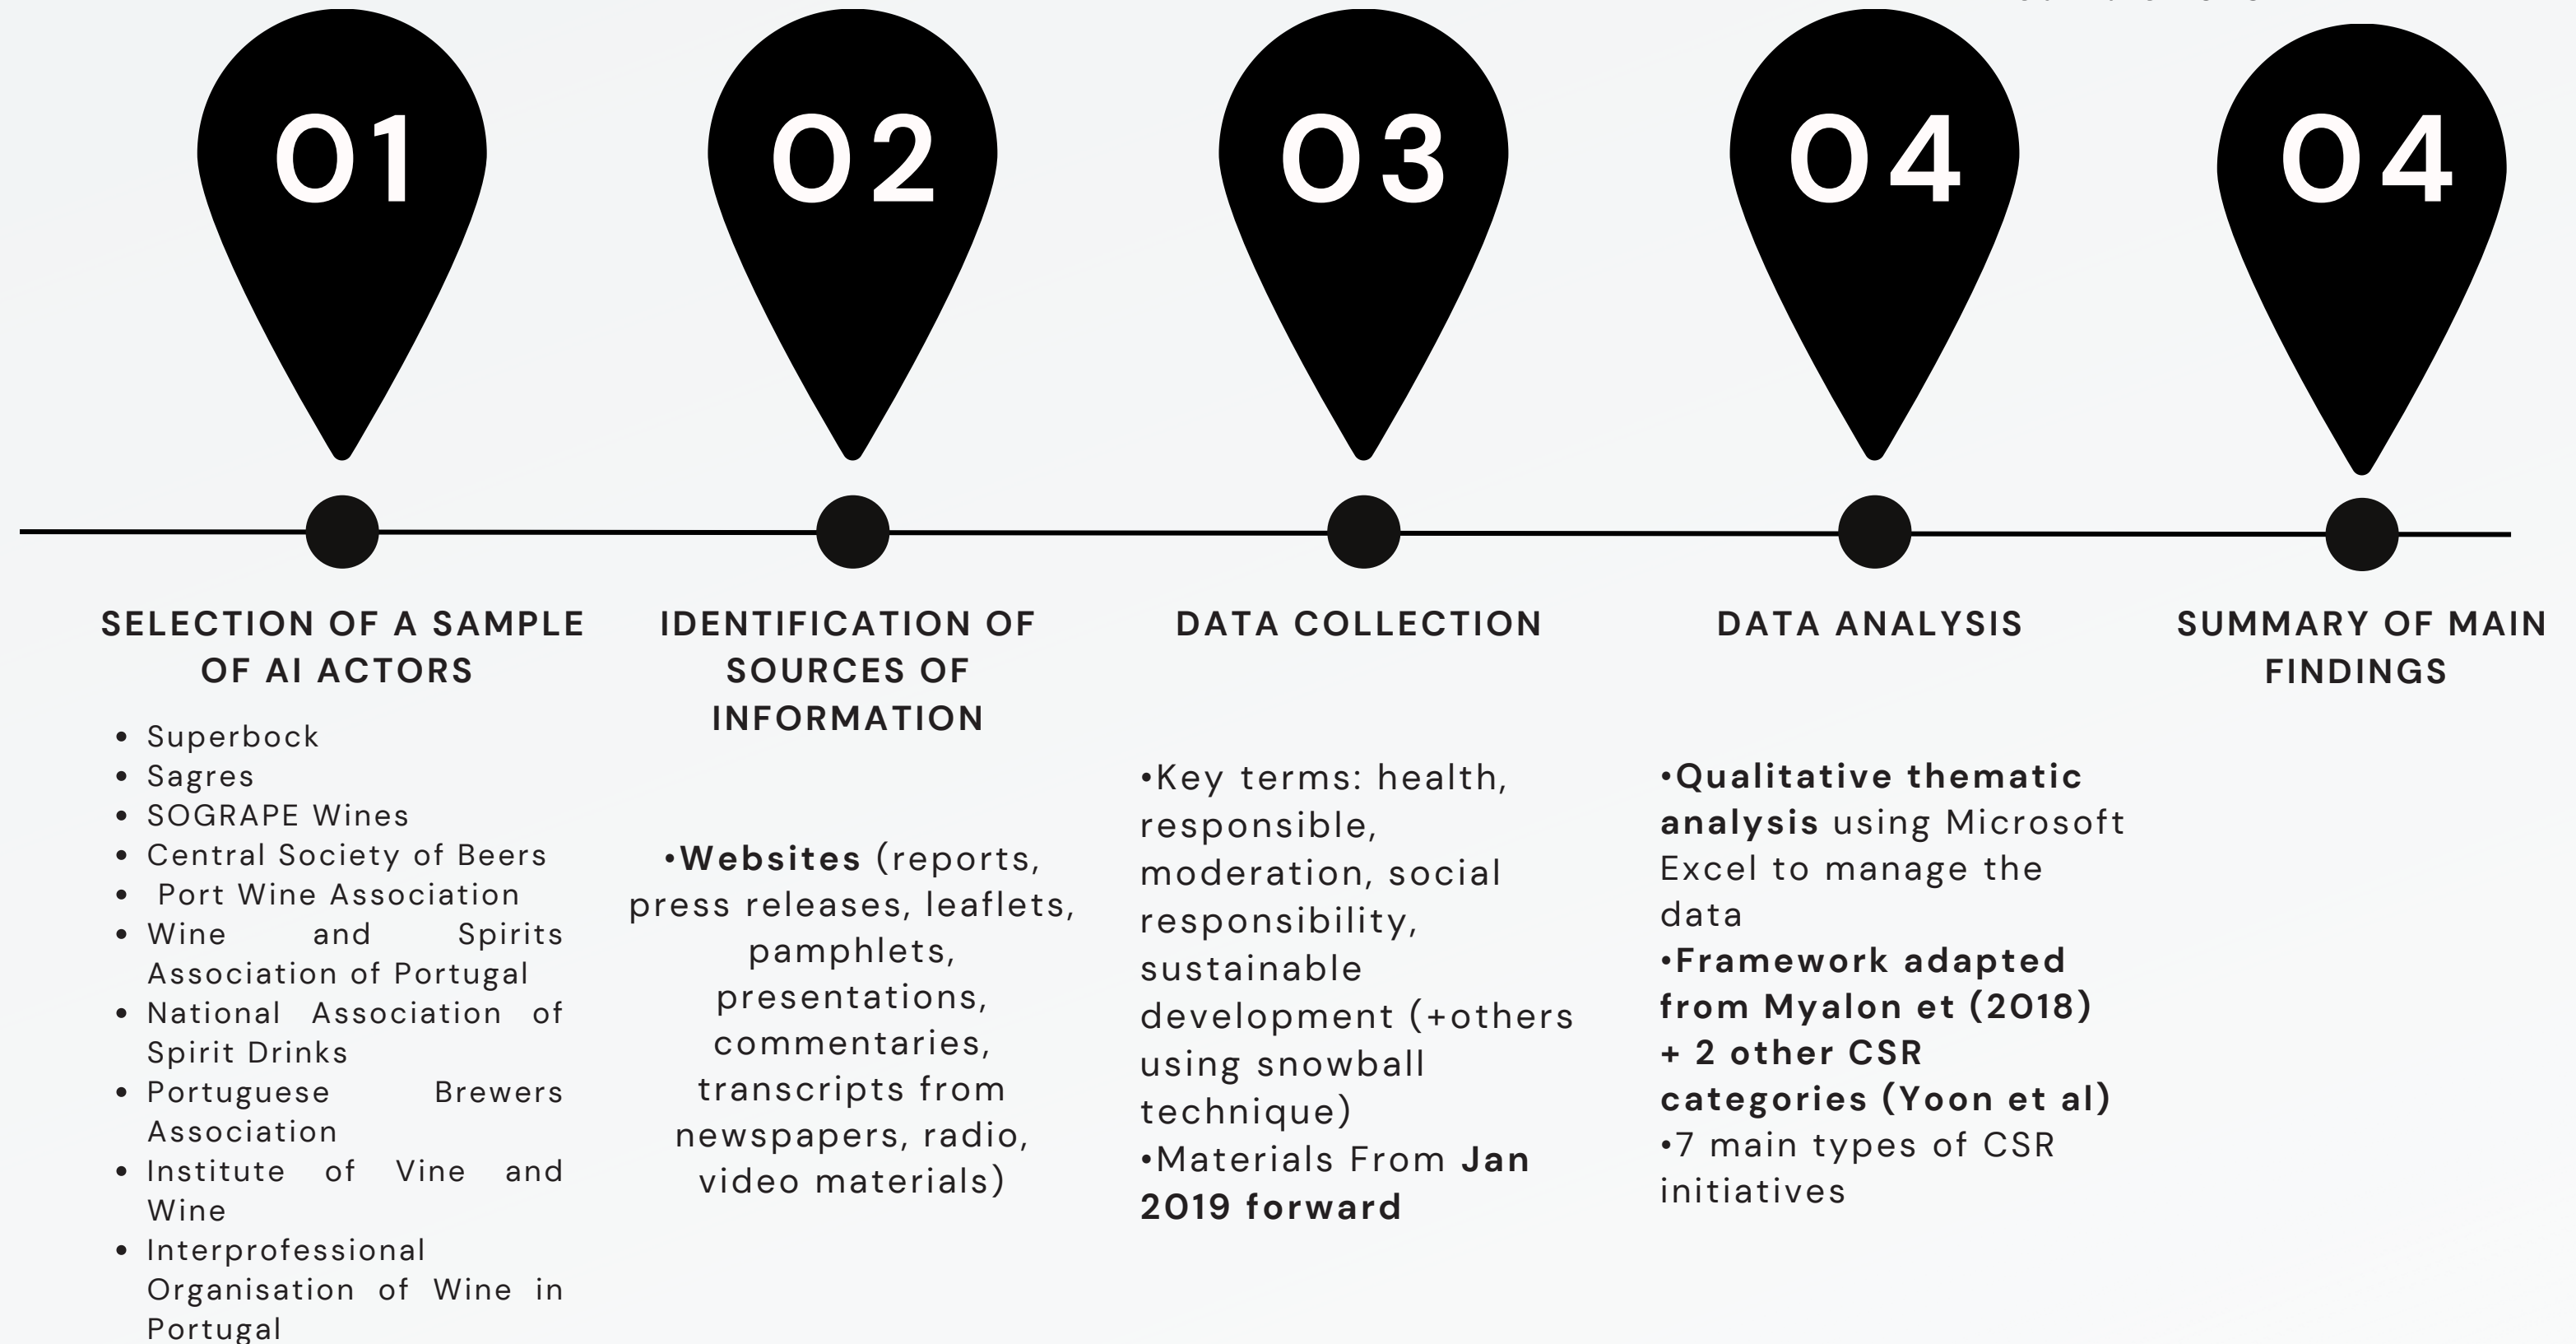 01
02
03
04
04
SELECTION OF A SAMPLE
OF AI ACTORS
• Superbock
• Sagres
• SOGRAPE Wines
• Central Society of Beers
• Port Wine Association
• Wine and Spirits
Association of Portugal
• National Association of
Spirit Drinks
• Portuguese Brewers
Association
• Institute of Vine and
Wine
• Interprofessional
Organisation of Wine in
Portugal
IDENTIFICATION OF
SOURCES OF
INFORMATION
•Websites (reports,
press releases, leaflets,
pamphlets,
presentations,
commentaries,
transcripts from
newspapers, radio,
video materials)
DATA COLLECTION
•Key terms: health,
responsible,
moderation, social
responsibility,
sustainable
development (+others
using snowball
technique)
•Materials From Jan
2019 forward
DATA ANALYSIS
•Qualitative thematic
analysis using Microsoft
Excel to manage the
data
•Framework adapted
from Myalon et (2018)
+ 2 other CSR
categories (Yoon et al)
•7 main types of CSR
initiatives
SUMMARY OF MAIN
FINDINGS